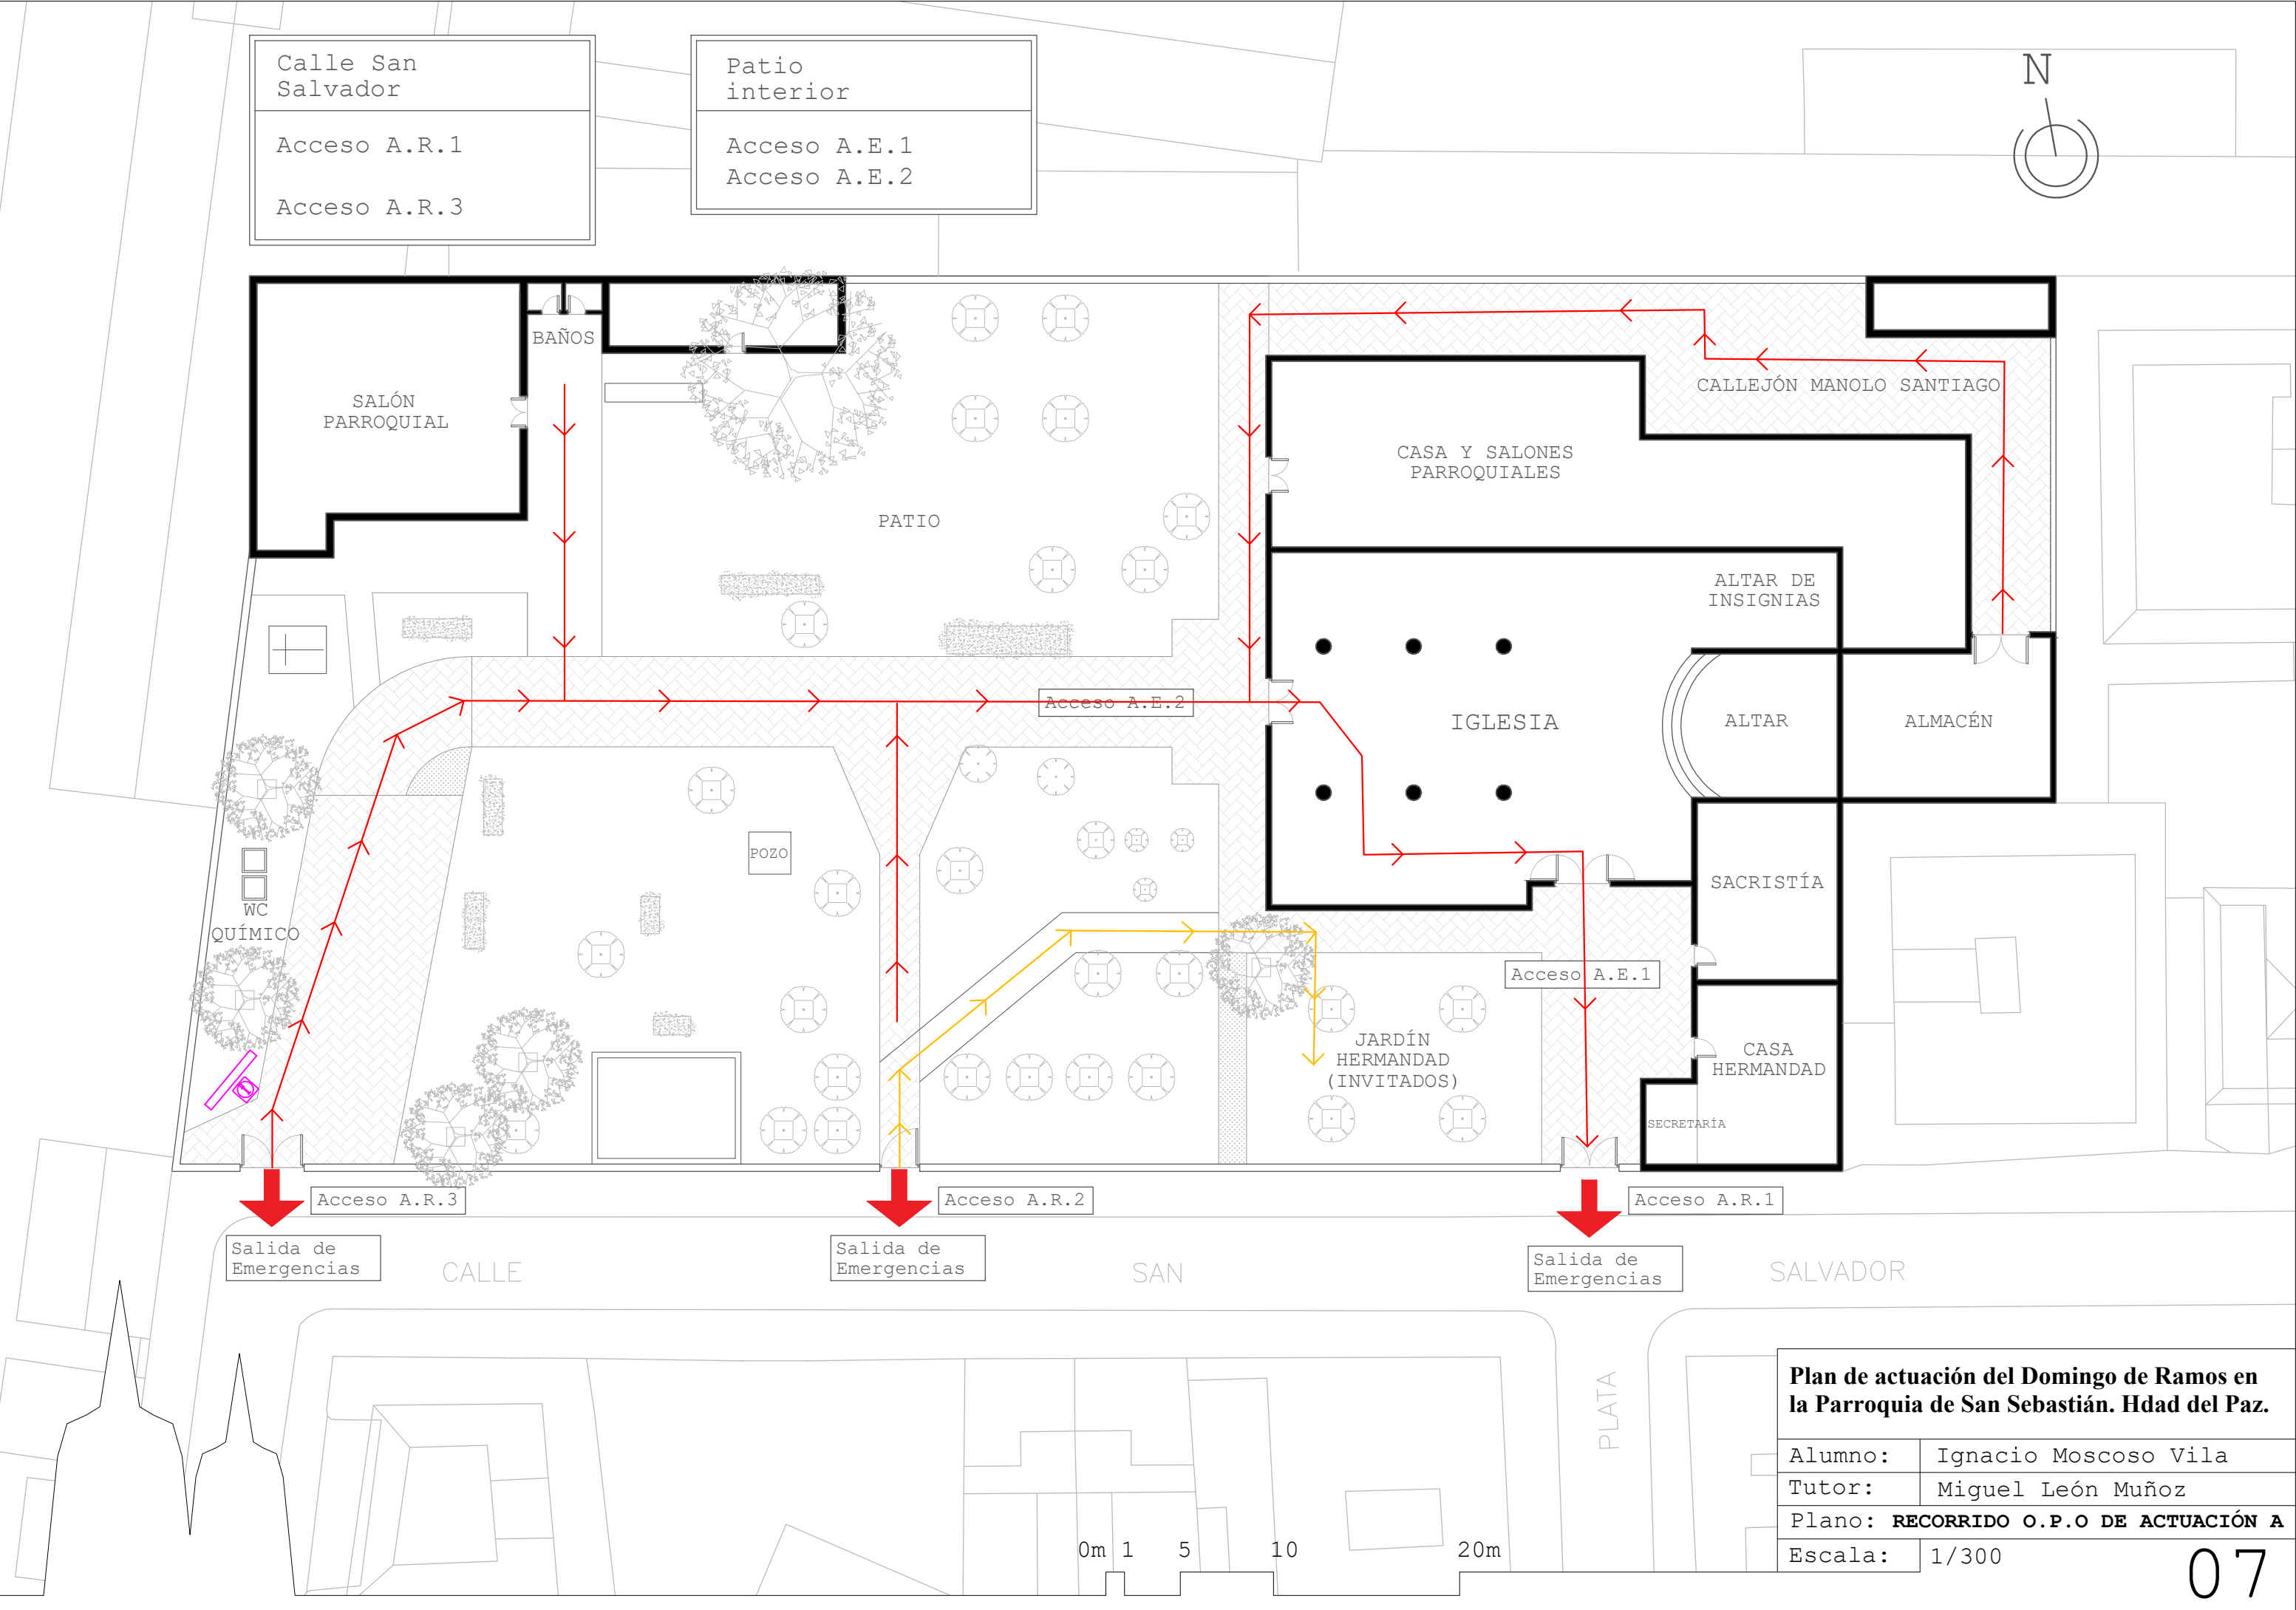 Calle San
Salvador
Acceso A.R.1
Acceso A.R.3
Patio
interior
Acceso A.E.1
Acceso A.E.2
N
BAÑOS
SALÓN
PARROQUIAL
CALLEJÓN MANOLO SANTIAGO
CASA Y SALONES
PARROQUIALES
PATIO
ALTAR DE
INSIGNIAS
Acceso A.E.2
IGLESIA
ALTAR
ALMACÉN
POZO
SACRISTÍA
WC
QUÍMICO
Acceso A.E.1
JARDÍN
HERMANDAD
(INVITADOS)
CASA
HERMANDAD
SECRETARÍA
Acceso A.R.3
Acceso A.R.2
Acceso A.R.1
Salida de
Emergencias
Salida de
Emergencias
Salida de
Emergencias
CALLE SAN SALVADOR
PLATA
0m 1 5 10 20m
Plan de actuación del Domingo de Ramos en
la Parroquia de San Sebastián. Hdad del Paz.
Alumno: Ignacio Moscoso Vila
Tutor: Miguel León Muñoz
Plano: RECORRIDO O.P.O DE ACTUACIÓN A
Escala: 1/300
07